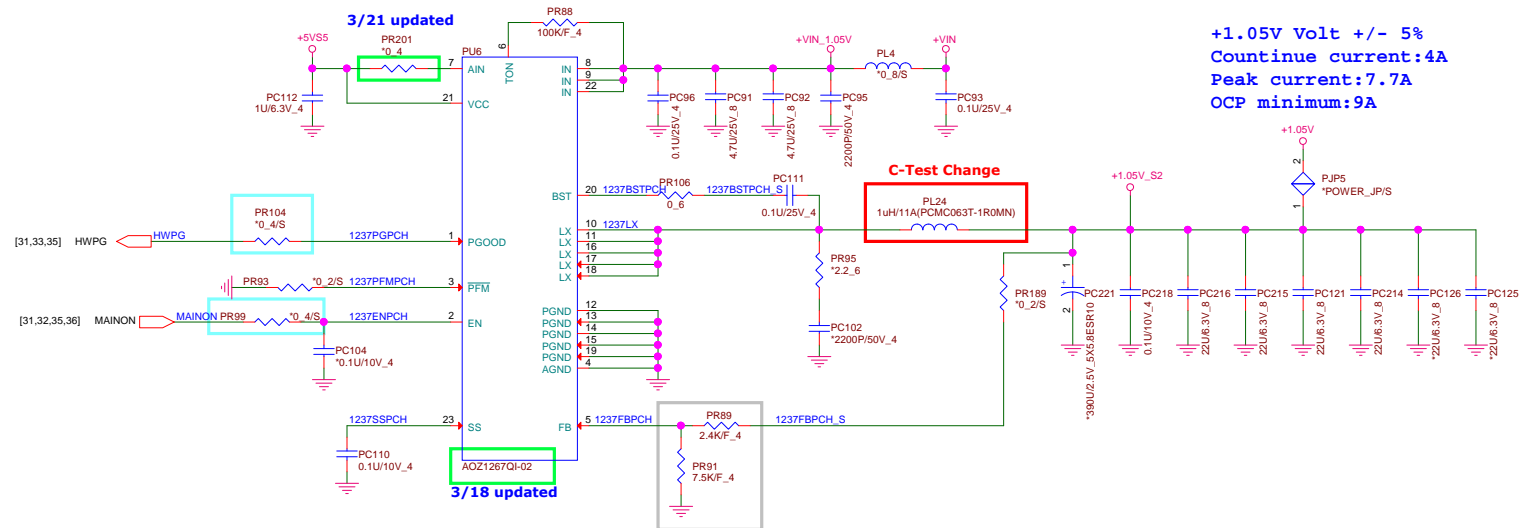 3/21 updated
+5VS5
PR201
*0_4
PC112
1U/6.3V_4
PU6
7
AIN
21
VCC
6
TON
PR88
100K/F_4
8
IN
9
IN
22
IN
+VIN_1.05V
PL4
*0_8/S
+VIN
PC96
0.1U/25V_4
PC91
4.7U/25V_8
PC92
4.7U/25V_8
PC95
2200P/50V_4
PC93
0.1U/25V_4
+1.05V Volt +/- 5%
Countinue current:4A
Peak current:7.7A
OCP minimum:9A
+1.05V
2
PJP5
*POWER_JP/S
1
+1.05V_S2
C-Test Change
PL24
1uH/11A(PCMC063T-1R0MN)
BST
20
1237BSTPCH
PR106
0_6
1237BSTPCH_S
PC111
0.1U/25V_4
LX
10
1237LX
LX
11
LX
16
LX
17
LX
18
PR95
*2.2_6
PC102
*2200P/50V_4
PR104
*0_4/S
[31,33,35]
HWPG
HWPG
1237PGPCH
1
PGOOD
PR93
*0_2/S
1237PFMPCH
3
PFM
[31,32,35,36]
MAINON
MAINON
PR99
*0_4/S
1237ENPCH
2
EN
PC104
*0.1U/10V_4
PGND
12
PGND
13
PGND
14
PGND
15
PGND
19
AGND
4
PR189
*0_2/S
1
+
PC221
2
*390U/2.5V_5X5.8ESR10
PC218
0.1U/10V_4
PC216
22U/6.3V_8
PC215
22U/6.3V_8
PC121
22U/6.3V_8
PC214
22U/6.3V_8
PC126
*22U/6.3V_8
PC125
*22U/6.3V_8
1237SSPCH
23
SS
PC110
0.1U/10V_4
FB
5
1237FBPCH
PR89
2.4K/F_4
1237FBPCH_S
PR91
7.5K/F_4
AOZ1267QI-02
3/18 updated